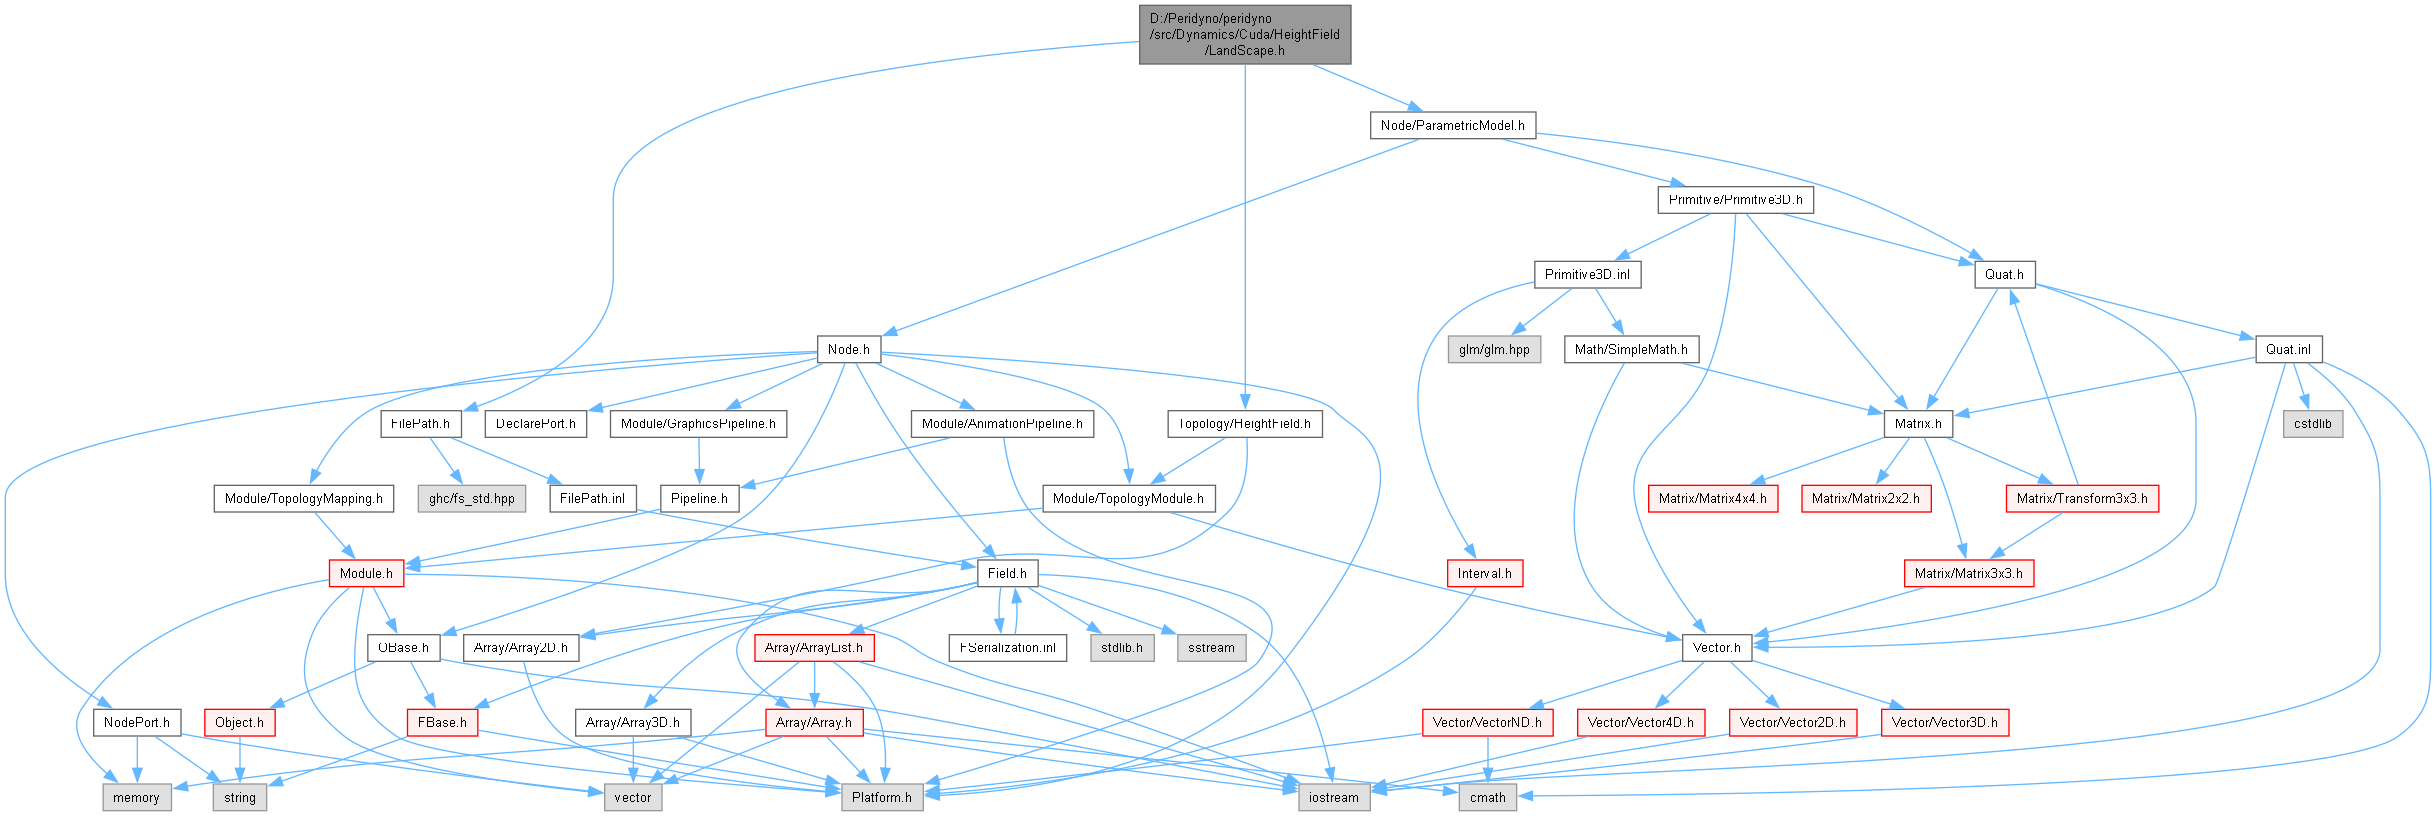 D:/Peridyno/peridyno
/src/Dynamics/Cuda/HeightField
/LandScape.h
Node/ParametricModel.h
Primitive/Primitive3D.h
Primitive3D.inl
Quat.h
Node.h
glm/glm.hpp
Math/SimpleMath.h
Quat.inl
FilePath.h
DeclarePort.h
Module/GraphicsPipeline.h
Module/AnimationPipeline.h
Topology/HeightField.h
Matrix.h
cstdlib
Module/TopologyMapping.h
ghc/fs_std.hpp
FilePath.inl
Pipeline.h
Module/TopologyModule.h
Matrix/Matrix4x4.h
Matrix/Matrix2x2.h
Matrix/Transform3x3.h
Module.h
Field.h
Interval.h
Matrix/Matrix3x3.h
OBase.h
Array/Array2D.h
Array/ArrayList.h
FSerialization.inl
stdlib.h
sstream
Vector.h
NodePort.h
Object.h
FBase.h
Array/Array3D.h
Array/Array.h
Vector/VectorND.h
Vector/Vector4D.h
Vector/Vector2D.h
Vector/Vector3D.h
memory
string
vector
Platform.h
iostream
cmath